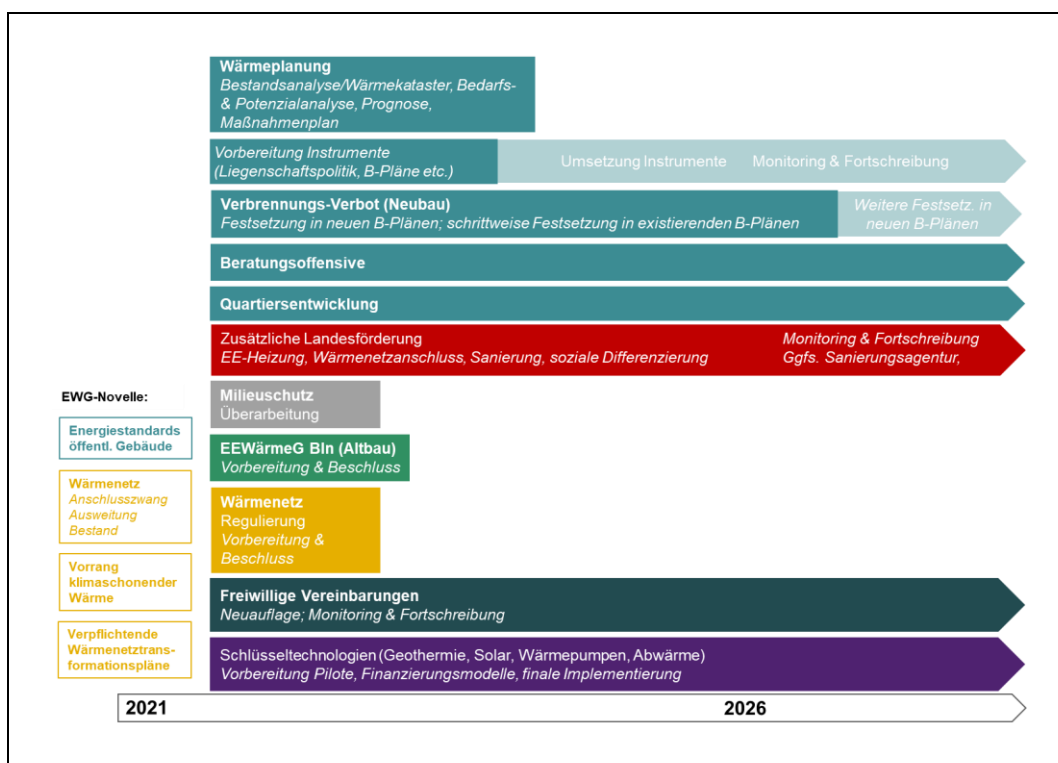 Wärmeplanung
Bestandsanalyse/Wärmekataster, Bedarfs-
& Potenzialanalyse, Prognose,
Maßnahmenplan
Vorbereitung Instrumente
(Liegenschaftspolitik, B-Pläne etc.)
Umsetzung Instrumente
Monitoring & Fortschreibung
Verbrennungs-Verbot (Neubau)
Festsetzung in neuen B-Plänen; schrittweise Festsetzung in existierenden B-Plänen
Weitere Festsetz. in
neuen B-Plänen
Beratungsoffensive
Quartiersentwicklung
Zusätzliche Landesförderung
EE-Heizung, Wärmenetzanschluss, Sanierung, soziale Differenzierung
Monitoring & Fortschreibung
Ggfs. Sanierungsagentur,
EWG-Novelle:
Energiestandards
öffentl. Gebäude
Wärmenetz
Anschlusszwang
Ausweitung
Bestand
Vorrang
klimaschonender
Wärme
Verpflichtende
Wärmenetztrans-
formationspläne
Milieuschutz
Überarbeitung
EEWärmeG Bln (Altbau)
Vorbereitung & Beschluss
Wärmenetz
Regulierung
Vorbereitung &
Beschluss
Freiwillige Vereinbarungen
Neuauflage; Monitoring & Fortschreibung
Schlüsseltechnologien (Geothermie, Solar, Wärmepumpen, Abwärme)
Vorbereitung Pilote, Finanzierungsmodelle, finale Implementierung
2021
2026